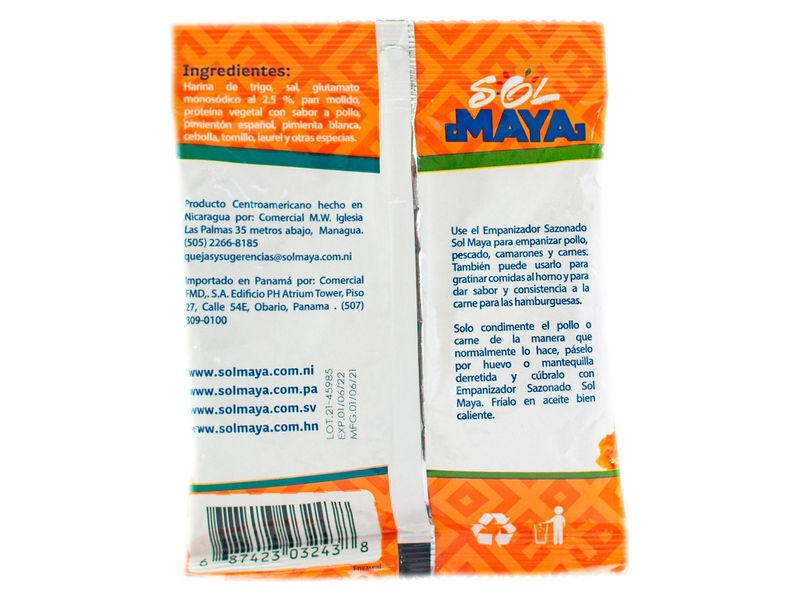 Ingredientes:
Harina de trigo, sal, glutamato
monosódico al 2.5 %, pan molido,
proteína vegetal con sabor a pollo,
pimientón español, pimienta blanca,
cebolla, tomillo, laurel y otras especias.
Producto Centroamericano hecho en
Nicaragua por: Comercial M.W. Iglesia
Las Palmas 35 metros abajo, Managua.
(505) 2266-8185
quejasysugerencias@solmaya.com.ni
Importado en Panamá por: Comercial
FMD,. S.A. Edificio PH Atrium Tower, Piso
27, Calle 54E, Obario, Panama . (507)
309-0100
www.solmaya.com.ni
www.solmaya.com.pa
www.solmaya.com.sv
www.solmaya.com.hn
LOT.21-45985
EXP.01/06/22
MFG.01/06/21
6 87423 03243 8
SOL
MAYA
Use el Empanizador Sazonado
Sol Maya para empanizar pollo,
pescado, camarones y carnes.
También puede usarlo para
gratinar comidas al horno y para
dar sabor y consistencia a la
carne para las hamburguesas.
Solo condimente el pollo o
carne de la manera que
normalmente lo hace, páselo
por huevo o mantequilla
derretida y cúbralo con
Empanizador Sazonado Sol
Maya. Fríalo en aceite bien
caliente.